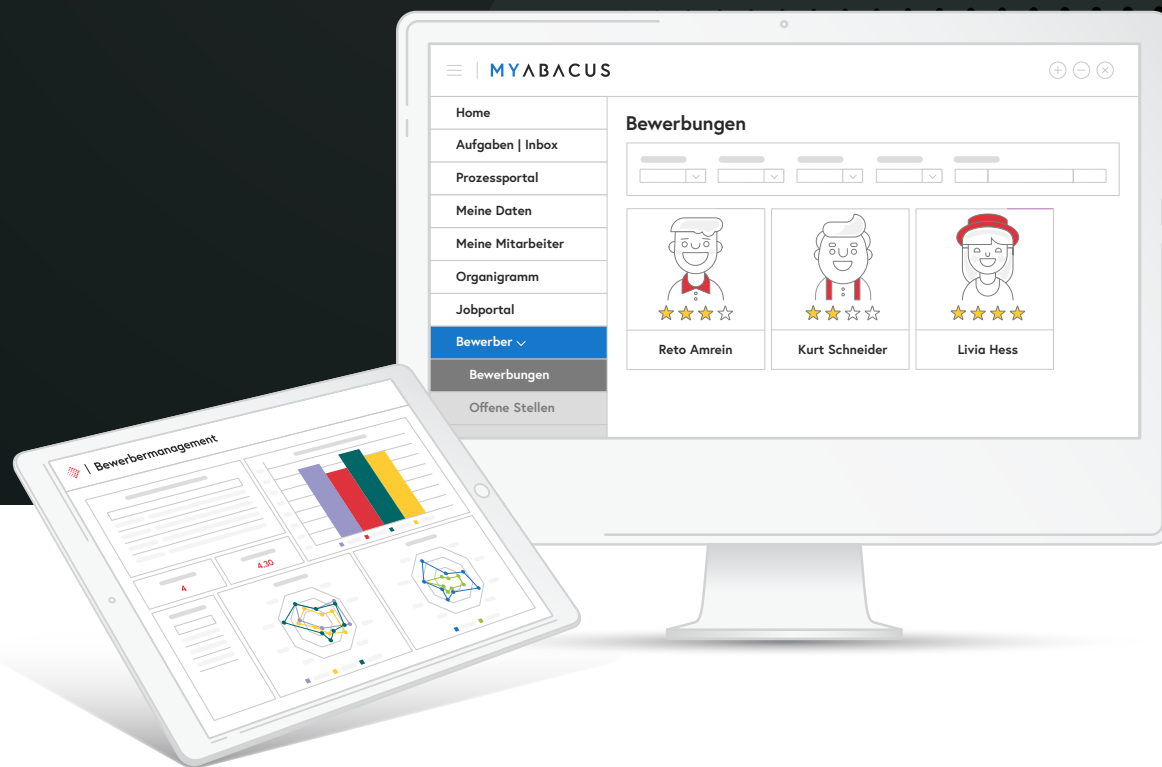 MYABACUS
Home
Aufgaben | Inbox
Prozessportal
Meine Daten
Meine Mitarbeiter
Organigramm
Jobportal
Bewerber
Bewerbungen
Offene Stellen
Bewerbungen
Reto Amrein
Kurt Schneider
Livia Hess
| Bewerbermanagement
4
4.30